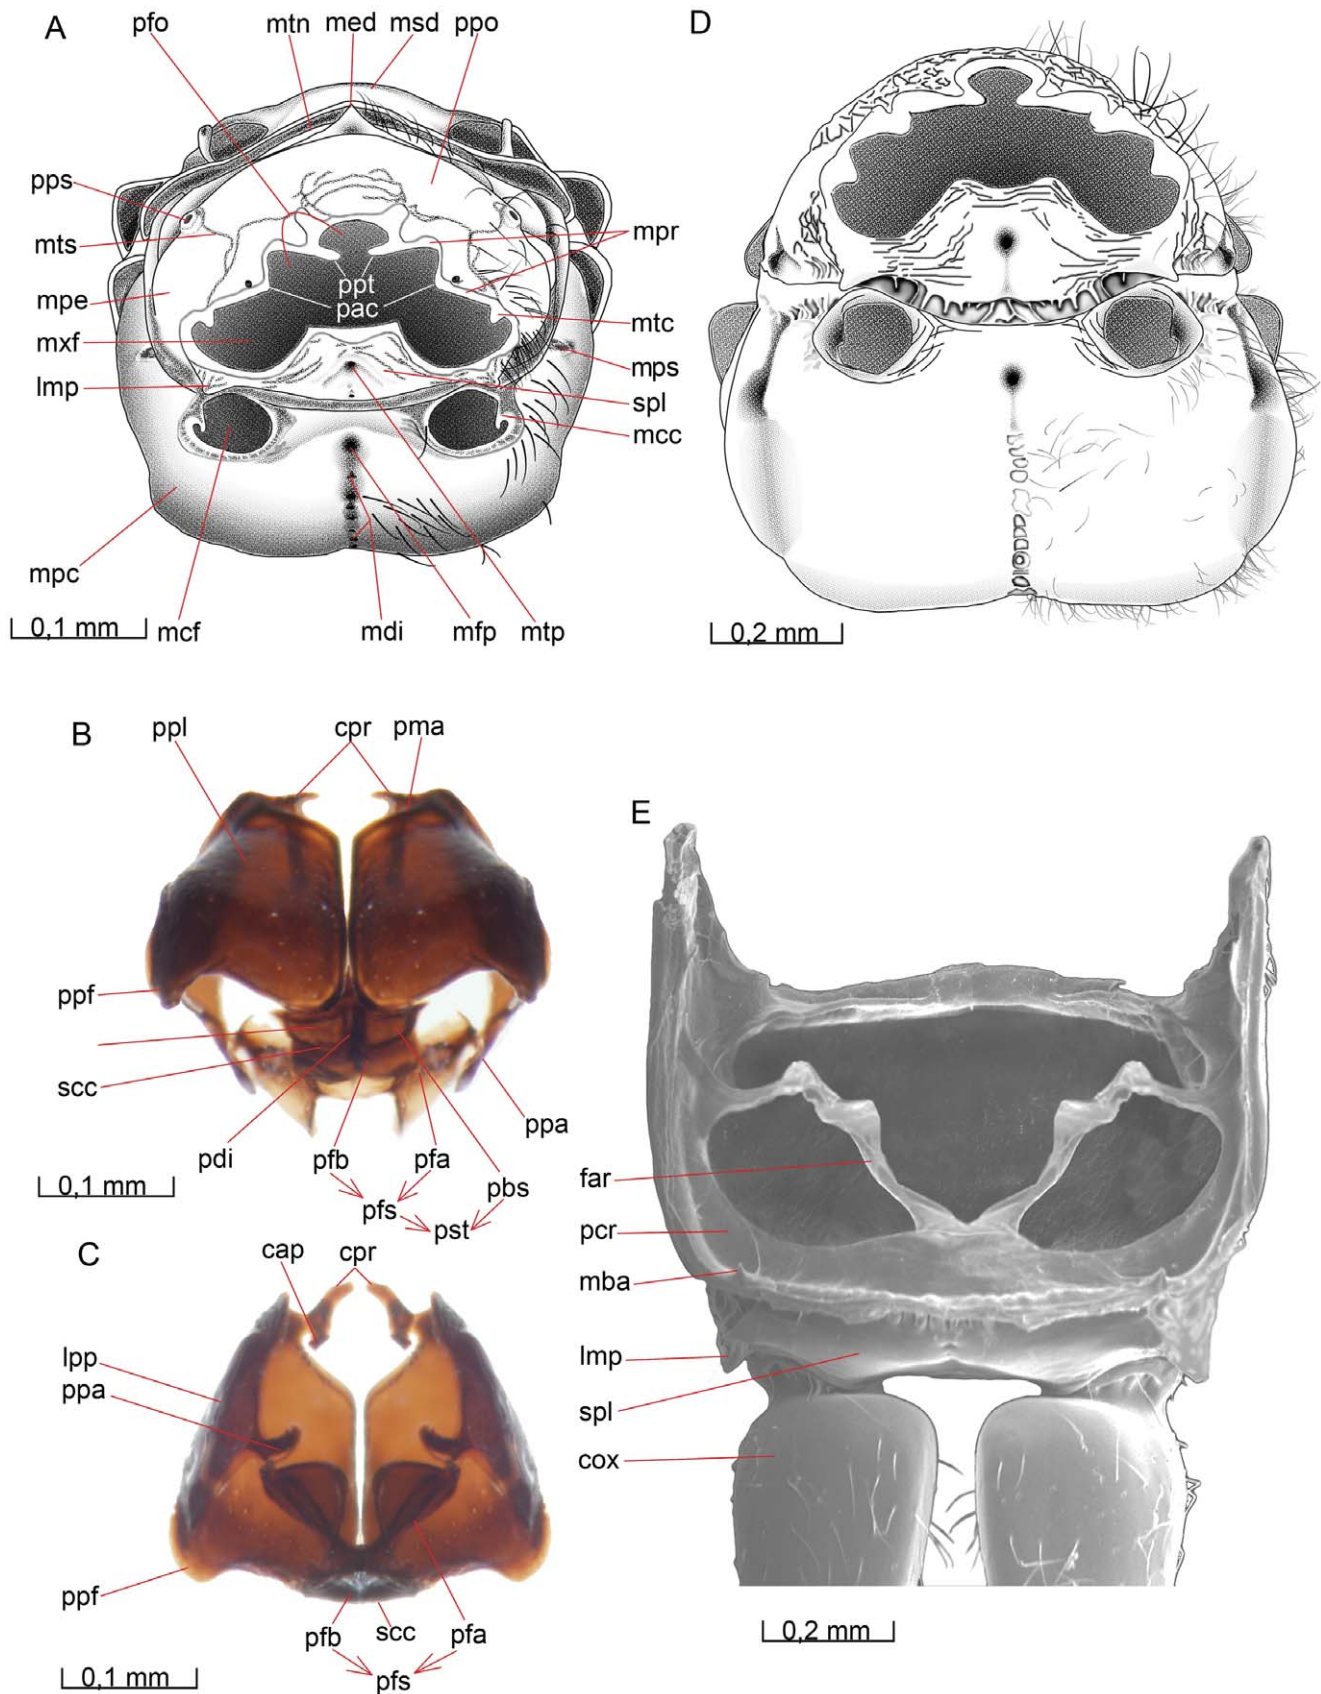 A
pfo mtn med msd ppo
pps
mts
mpe
mxf
lmp
mpr
ppt
pac
mtc
mps
spl
mcc
mpc
0,1 mm
mcf mdi mfp mtp
D
0,2 mm
B
ppl cpr pma
ppf
scc
pdi pfb pfa pbs ppa
pfs
pst
0,1 mm
C
cap cpr
lpp
ppa
ppf
pfb scc pfa
pfs
0,1 mm
E
far
pcr
mba
lmp
spl
cox
0,2 mm